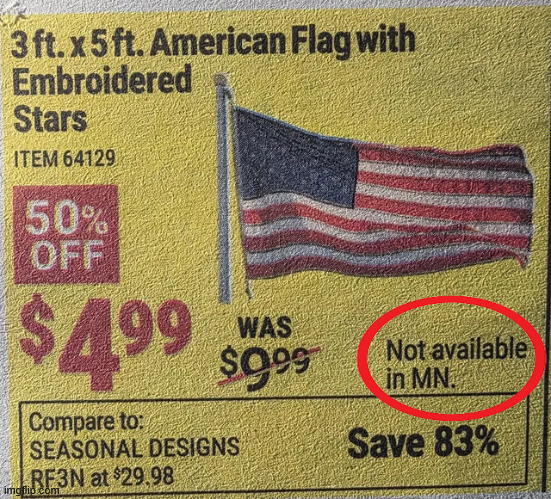 3 ft. x 5 ft. American Flag with
Embroidered
Stars
ITEM 64129
50%
OFF
$4.99
WAS
$9.99
Not available
in MN.
Compare to:
SEASONAL DESIGNS
RF3N at $29.98
Save 83%
imgflip.com